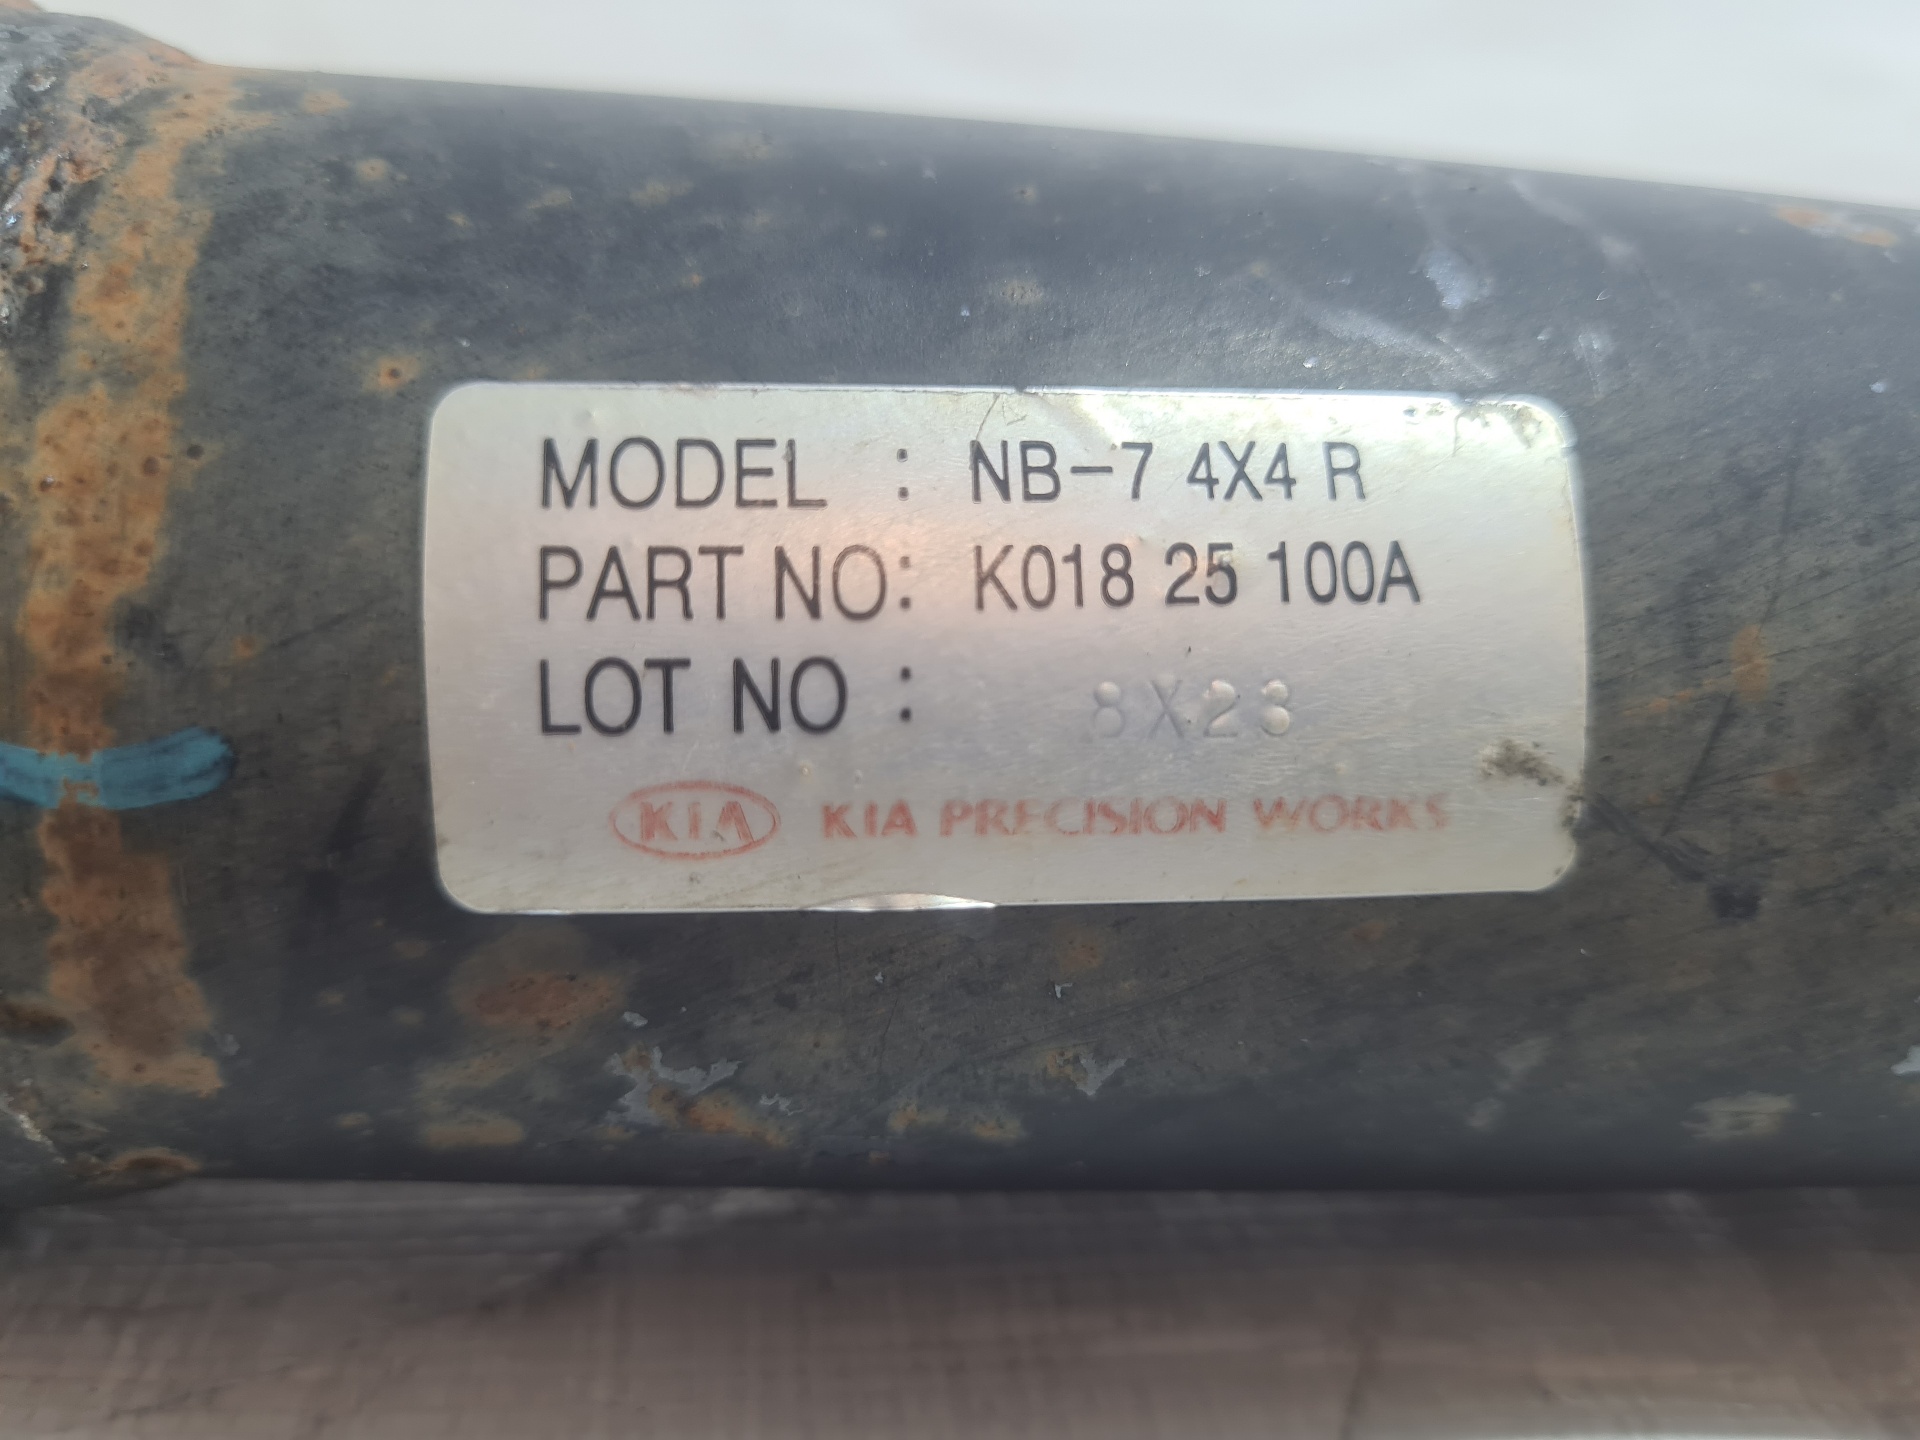 MODEL : NB-7 4X4 R
PART NO: K018 25 100A
LOT NO : 8X23
KIA KIA PRECISION WORKS